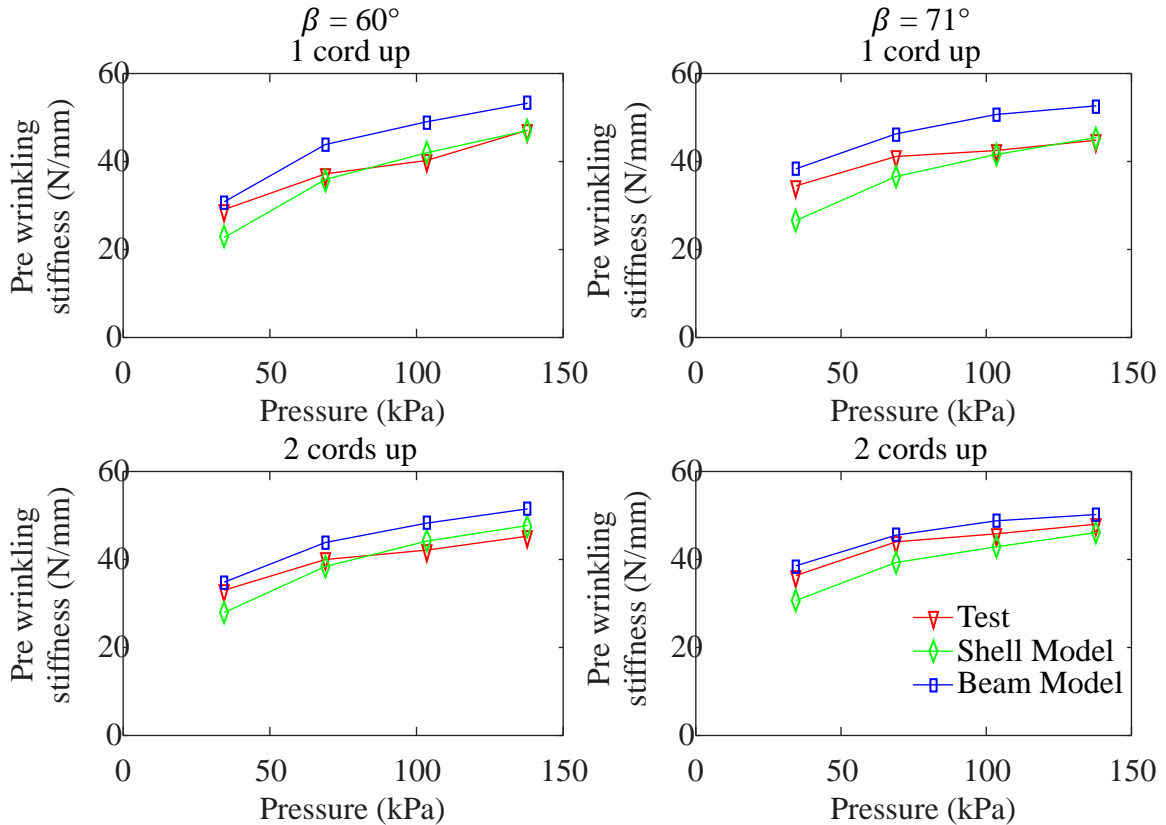 β = 60°
1 cord up
Pre wrinkling
stiffness (N/mm)
60
40
20
0
0 50 100 150
Pressure (kPa)
β = 71°
1 cord up
Pre wrinkling
stiffness (N/mm)
60
40
20
0
0 50 100 150
Pressure (kPa)
2 cords up
Pre wrinkling
stiffness (N/mm)
60
40
20
0
0 50 100 150
Pressure (kPa)
2 cords up
Pre wrinkling
stiffness (N/mm)
60
40
20
0
0 50 100 150
Pressure (kPa)
Test
Shell Model
Beam Model